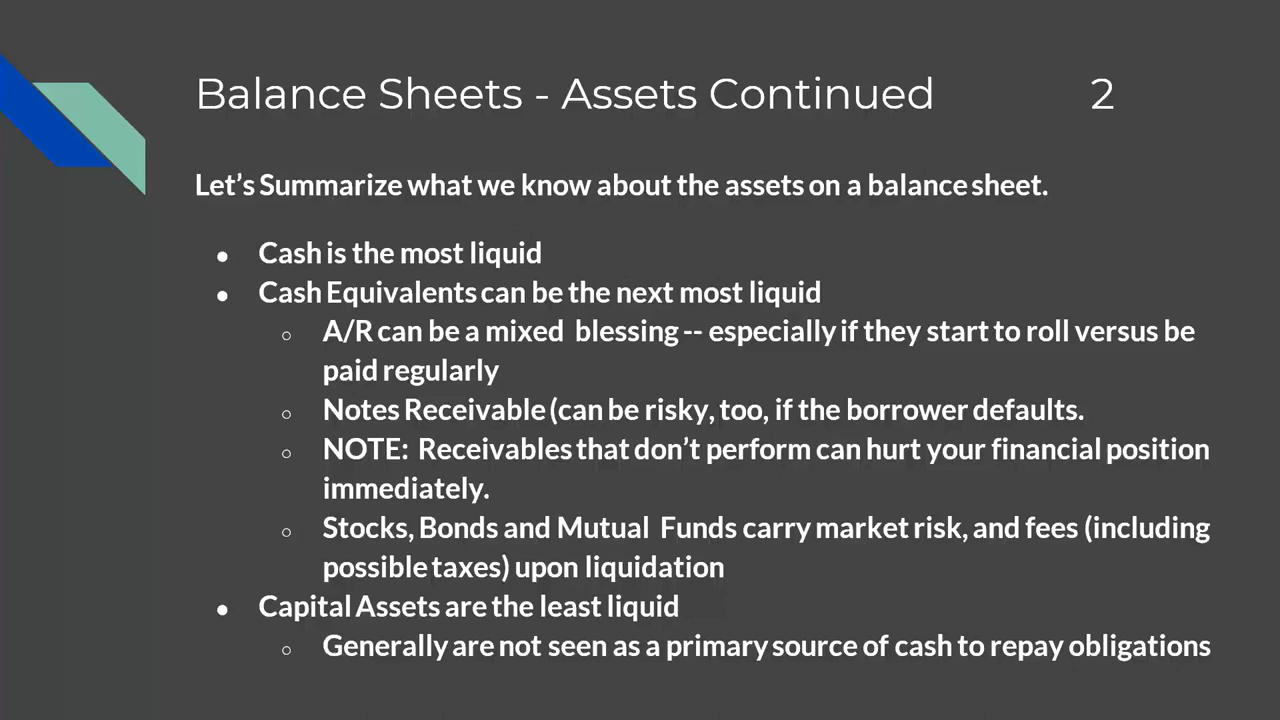 Balance Sheets - Assets Continued 2
Let's Summarize what we know about the assets on a balance sheet.
● Cash is the most liquid
● Cash Equivalents can be the next most liquid
○ A/R can be a mixed blessing -- especially if they start to roll versus be
paid regularly
○ Notes Receivable (can be risky, too, if the borrower defaults.
○ NOTE: Receivables that don't perform can hurt your financial position
immediately.
○ Stocks, Bonds and Mutual Funds carry market risk, and fees (including
possible taxes) upon liquidation
● Capital Assets are the least liquid
○ Generally are not seen as a primary source of cash to repay obligations